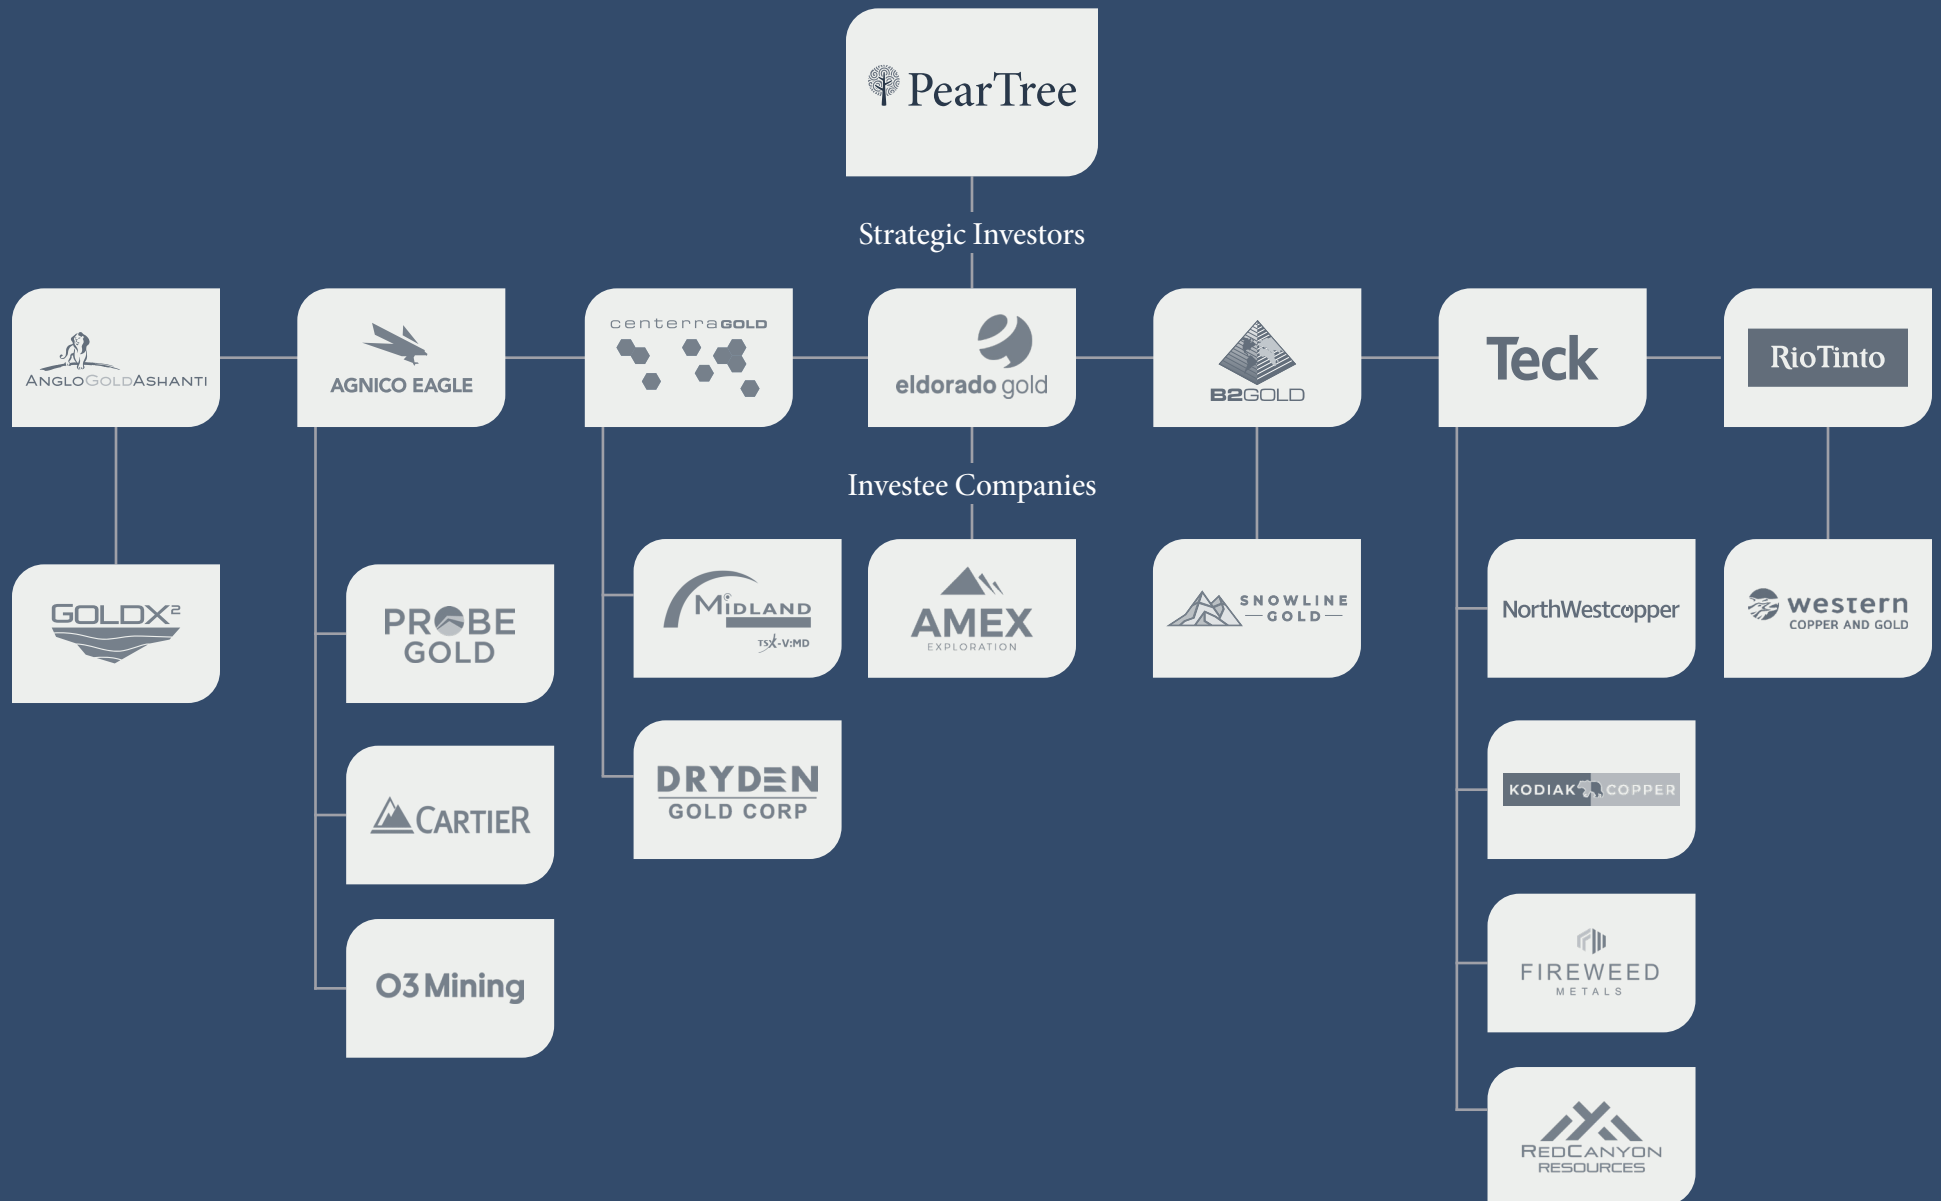 PearTree
Strategic Investors
ANGLOGOLDASHANTI
AGNICO EAGLE
centerraGOLD
eldorado gold
B2GOLD
Teck
RioTinto
Investee Companies
GOLDX²
PROBE
GOLD
CARTIER
O3 Mining
MIDLAND
TSX-V:MD
DRYDEN
GOLD CORP
AMEX
EXPLORATION
SNOWLINE
GOLD
NorthWestcopper
KODIAK COPPER
FIREWEED
METALS
REDCANYON
RESOURCES
western
COPPER AND GOLD